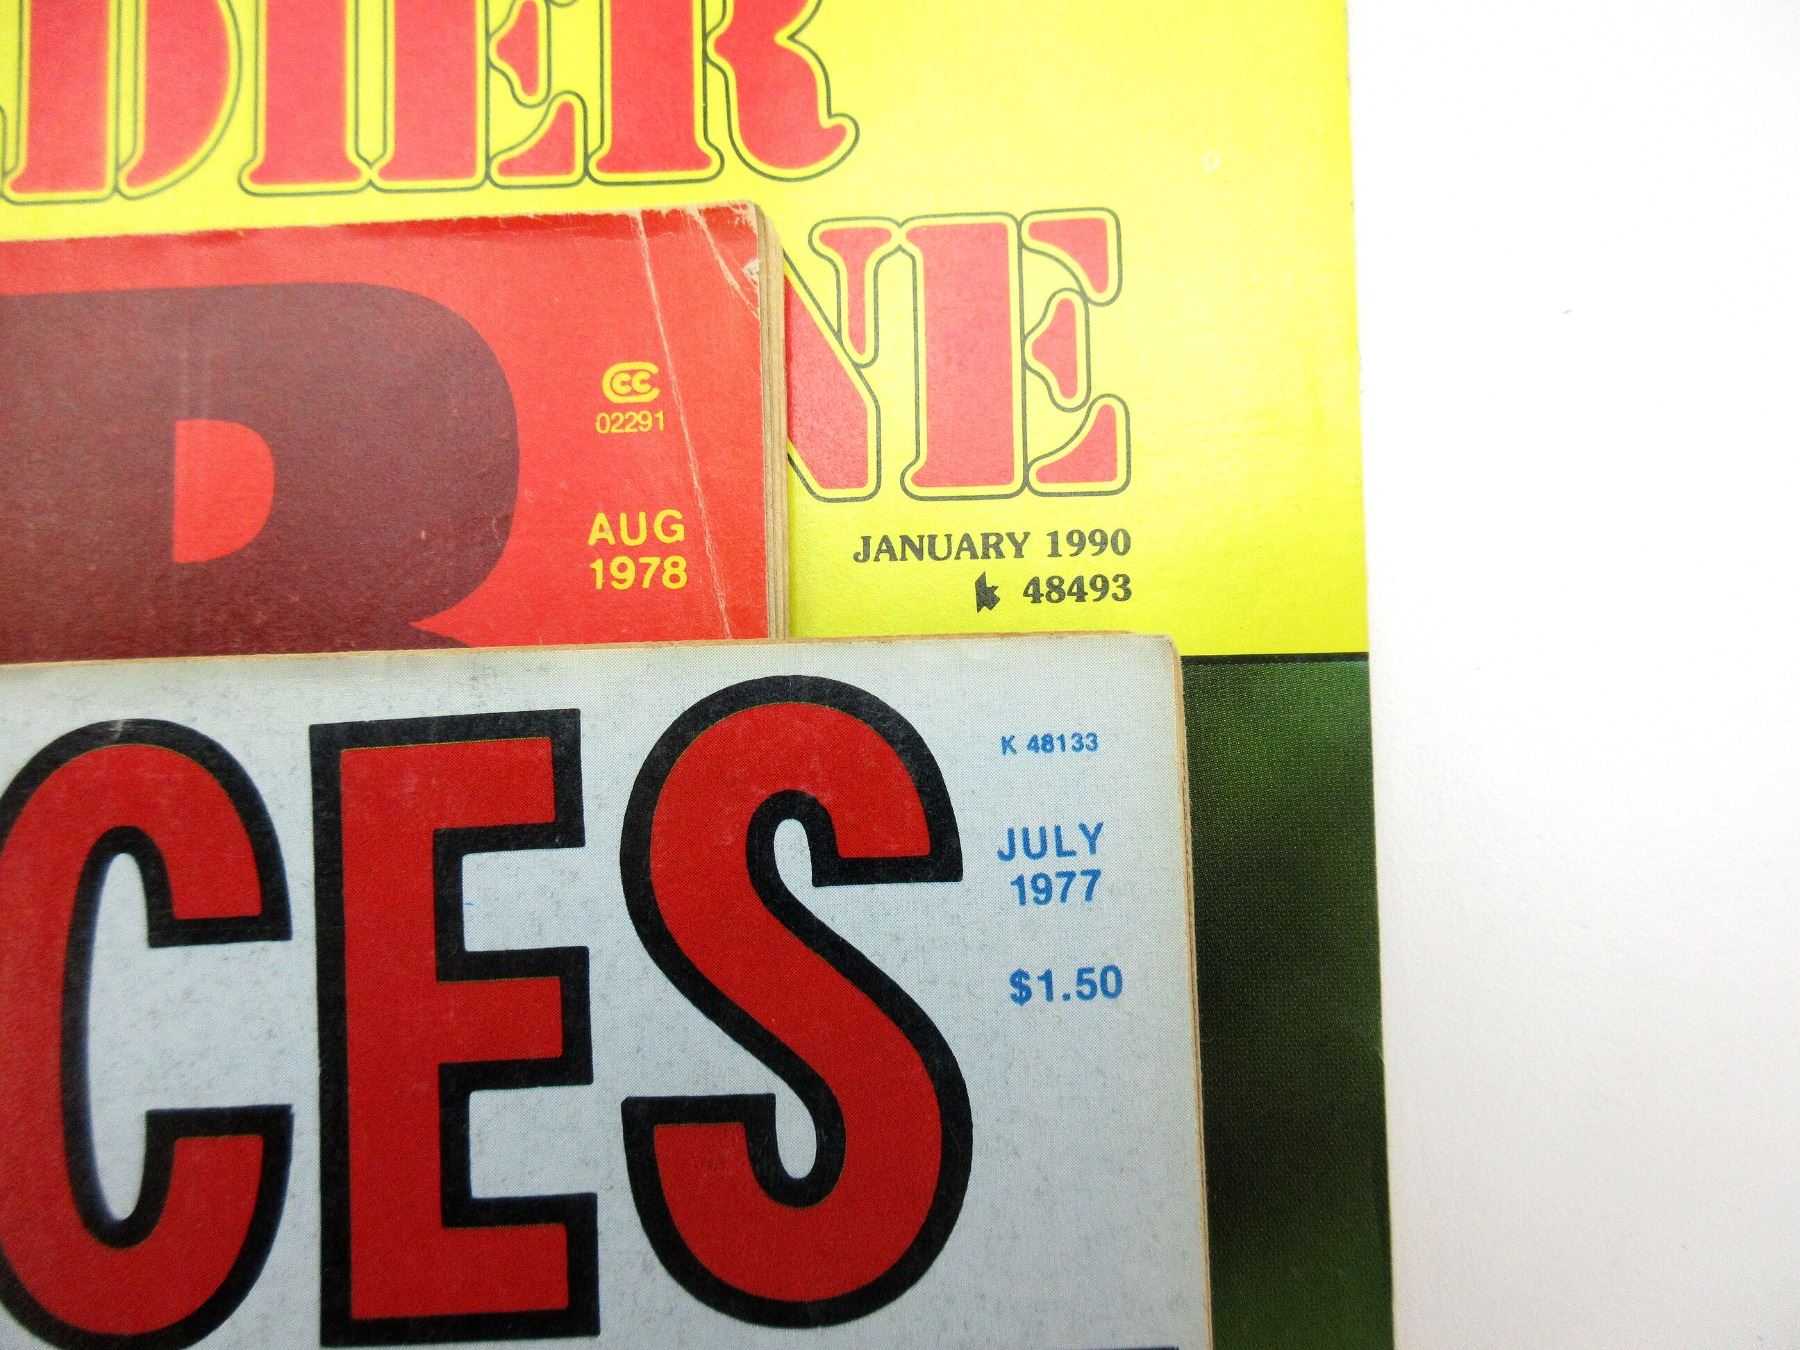 DIER
NE
CC
02291
AUG
1978
JANUARY 1990
k 48493
CES
K 48133
JULY
1977
$1.50